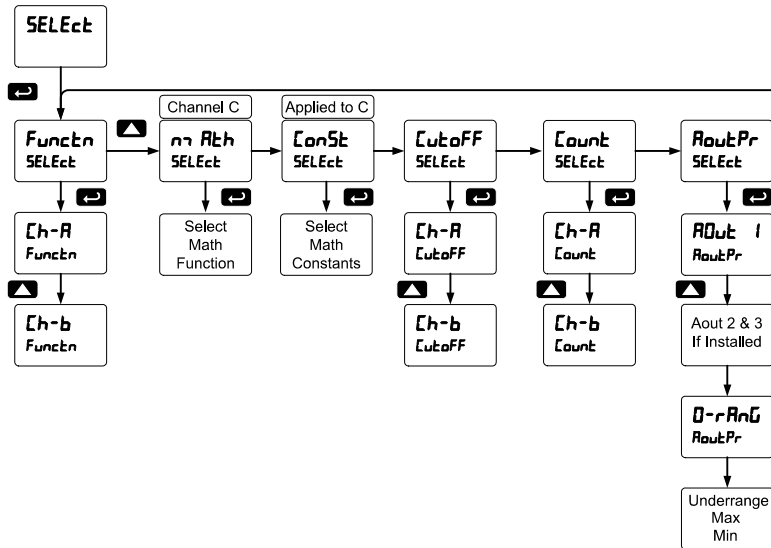 SELEct
Channel C
Applied to C
Functn
SELEct
m Ath
SELEct
ConSt
SELEct
CutoFF
SELEct
Count
SELEct
AoutPr
SELEct
Ch-A
Functn
Select
Math
Function
Select
Math
Constants
Ch-A
CutoFF
Ch-A
Count
AOut 1
AoutPr
Ch-b
Functn
Ch-b
CutoFF
Ch-b
Count
Aout 2 & 3
If Installed
O-rAnG
AoutPr
Underrange
Max
Min